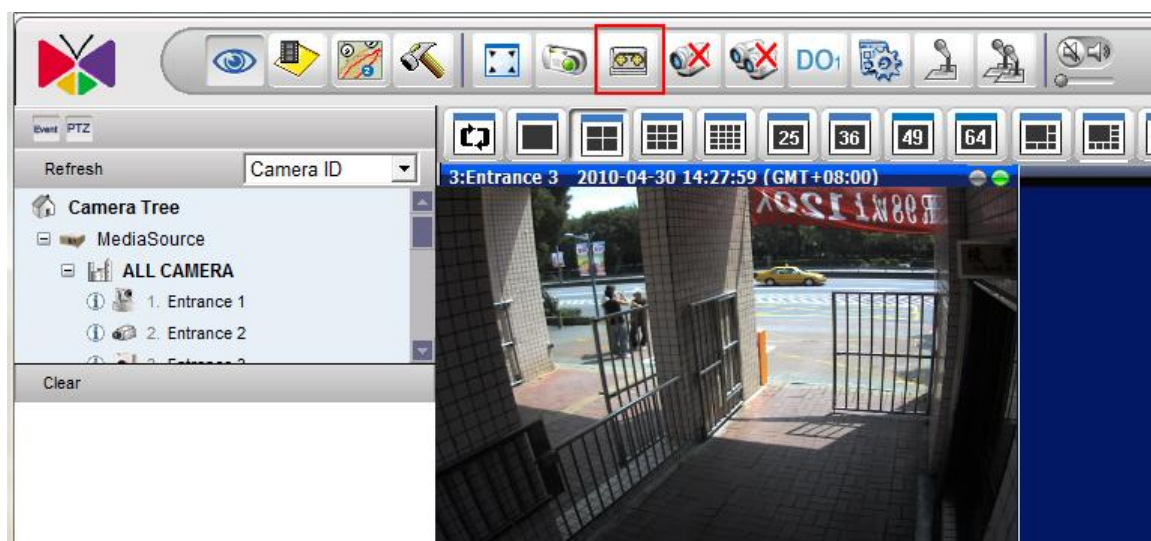 DO1
Event PTZ
Refresh
Camera ID
25
36
49
64
3:Entrance 3 2010-04-30 14:27:59 (GMT+08:00)
Camera Tree
MediaSource
ALL CAMERA
1. Entrance 1
2. Entrance 2
Clear